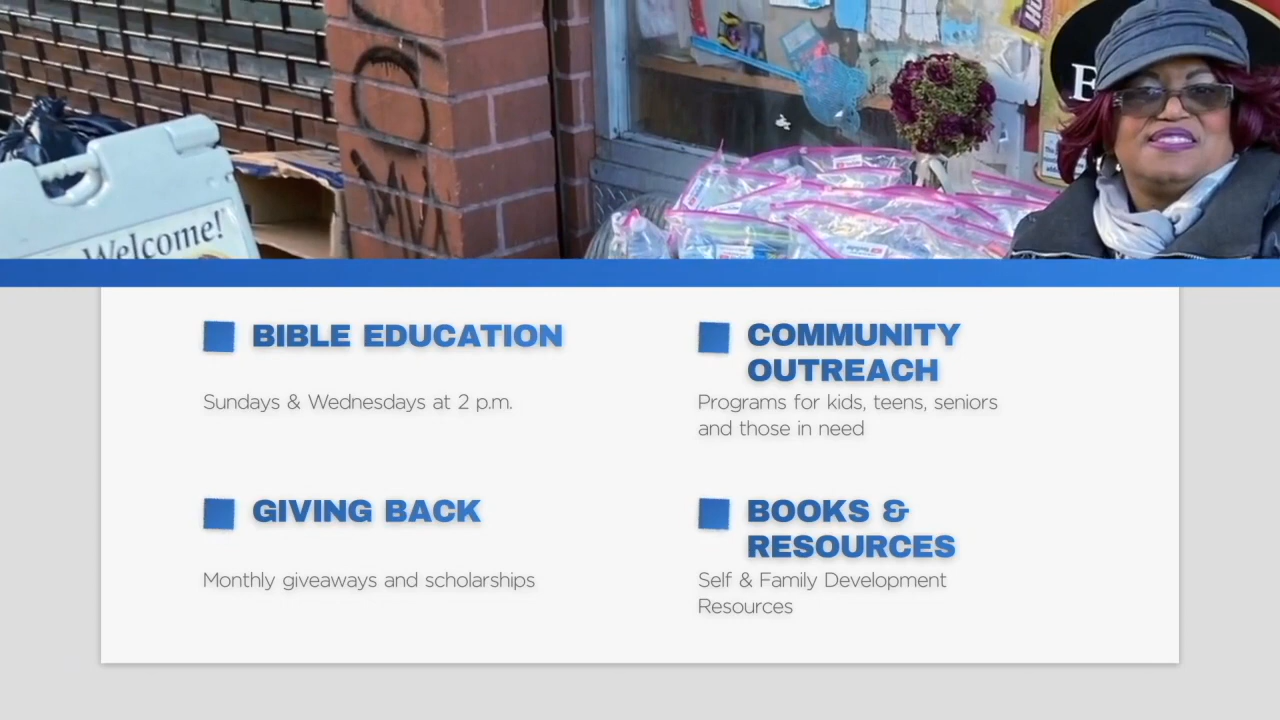 Welcome!
E
BIBLE EDUCATION
Sundays & Wednesdays at 2 p.m.
COMMUNITY
OUTREACH
Programs for kids, teens, seniors
and those in need
GIVING BACK
Monthly giveaways and scholarships
BOOKS &
RESOURCES
Self & Family Development
Resources